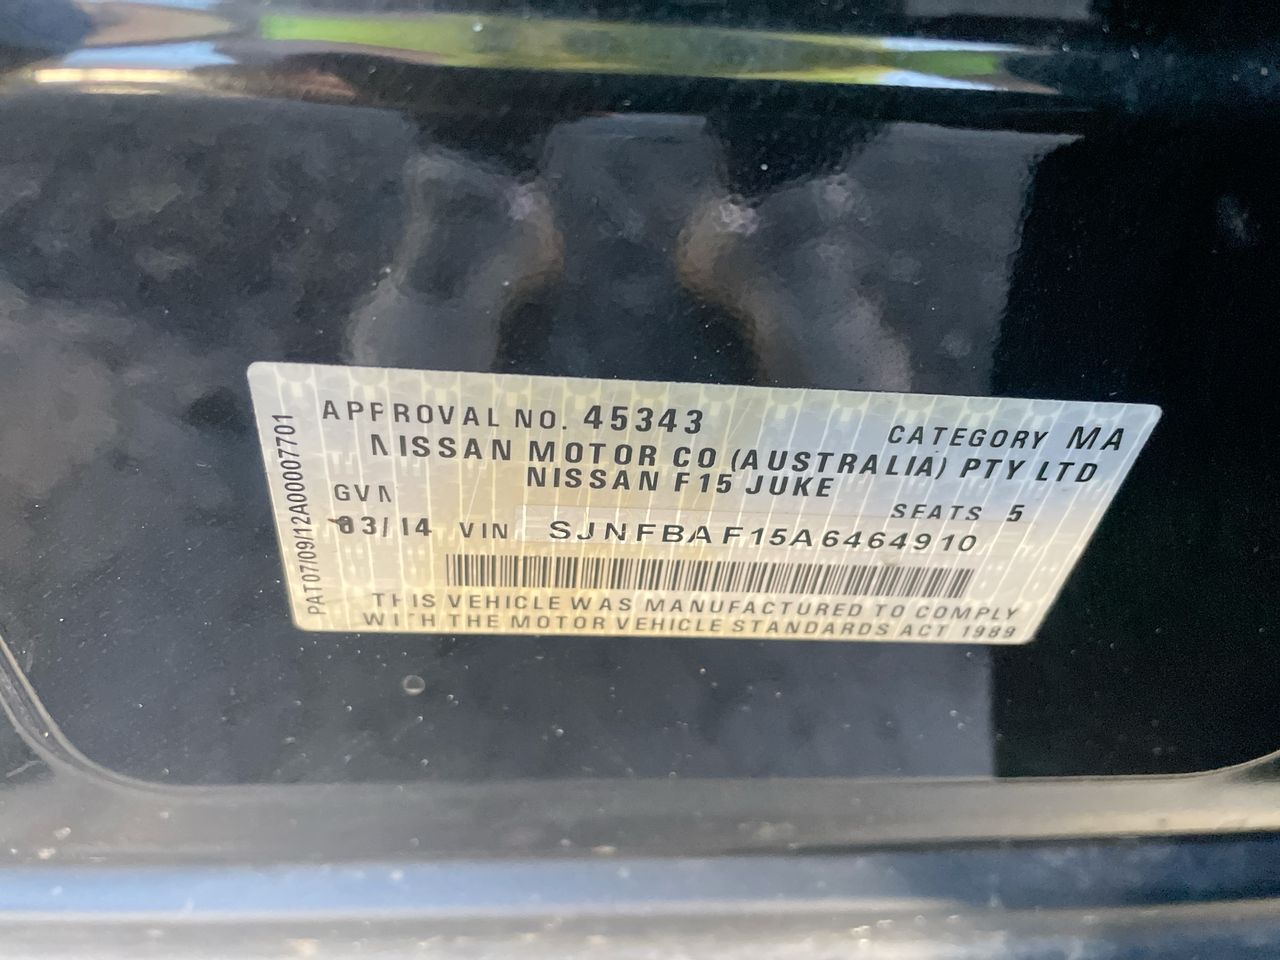 APPROVAL NO. 45343
CATEGORY MA
NISSAN MOTOR CO (AUSTRALIA) PTY LTD
NISSAN F15 JUKE
GVM
SEATS 5
03/14 VIN SJNFBAF15A6464910
THIS VEHICLE WAS MANUFACTURED TO COMPLY
WITH THE MOTOR VEHICLE STANDARDS ACT 1989
PAT07/09/12A00007701